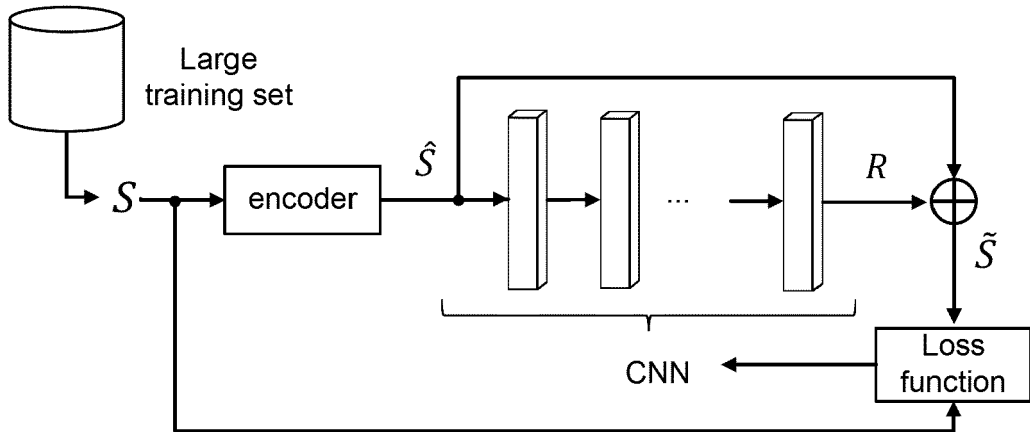 Large
training set
S
encoder
Ŝ
...
R
S̃
CNN
Loss
function